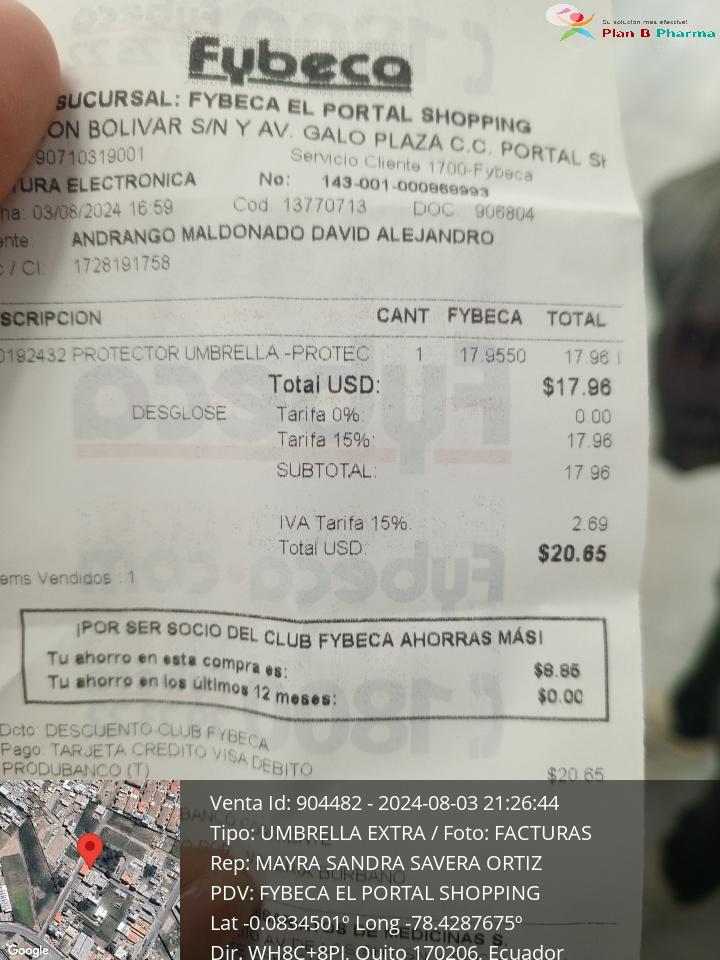 Su solución más efectiva!
Plan B Pharma
Fybeca
SUCURSAL: FYBECA EL PORTAL SHOPPING
ON BOLIVAR S/N Y AV. GALO PLAZA C.C. PORTAL SH
90710319001
Servicio Cliente 1700-Fybeca
TURA ELECTRONICA No: 143-001-000868993
ha: 03/08/2024 16:59 Cod. 13770713 DOC. 906804
ente: ANDRANGO MALDONADO DAVID ALEJANDRO
c / CI: 1728191758
SCRIPCION CANT FYBECA TOTAL
0192432 PROTECTOR UMBRELLA -PROTEC 1 17.9550 17.96 I
Total USD: $17.96
DESGLOSE Tarifa 0%: 0.00
Tarifa 15%: 17.96
SUBTOTAL: 17.96
IVA Tarifa 15%: 2.69
Total USD: $20.65
ems Vendidos : 1
¡POR SER SOCIO DEL CLUB FYBECA AHORRAS MÁS!
Tu ahorro en esta compra es: $8.85
Tu ahorro en los últimos 12 meses: $0.00
Dcto: DESCUENTO CLUB FYBECA
Pago: TARJETA CREDITO VISA DEBITO
PRODUBANCO (T) $20.65
Venta Id: 904482 - 2024-08-03 21:26:44
Tipo: UMBRELLA EXTRA / Foto: FACTURAS
Rep: MAYRA SANDRA SAVERA ORTIZ
PDV: FYBECA EL PORTAL SHOPPING
Lat -0.0834501º Long -78.4287675º
Dir. WH8C+8PJ, Quito 170206, Ecuador
Google